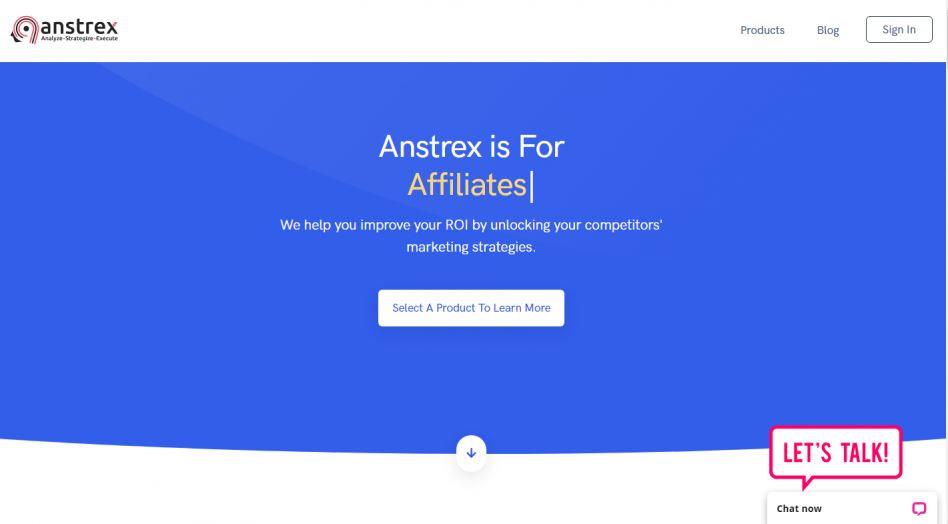 anstrex
Analyze-Strategize-Execute
Products
Blog
Sign In
Anstrex is For
Affiliates|
We help you improve your ROI by unlocking your competitors'
marketing strategies.
Select A Product To Learn More
LET'S TALK!
Chat now